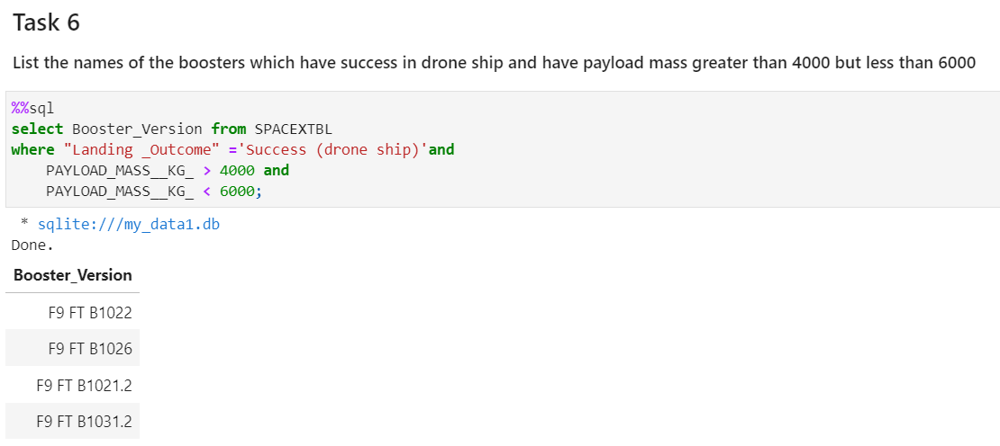 Task 6
List the names of the boosters which have success in drone ship and have payload mass greater than 4000 but less than 6000
%%sql
select Booster_Version from SPACEXTBL
where "Landing _Outcome" ='Success (drone ship)'and
    PAYLOAD_MASS__KG_ > 4000 and
    PAYLOAD_MASS__KG_ < 6000;
 * sqlite:///my_data1.db
Done.
Booster_Version
F9 FT B1022
F9 FT B1026
F9 FT B1021.2
F9 FT B1031.2